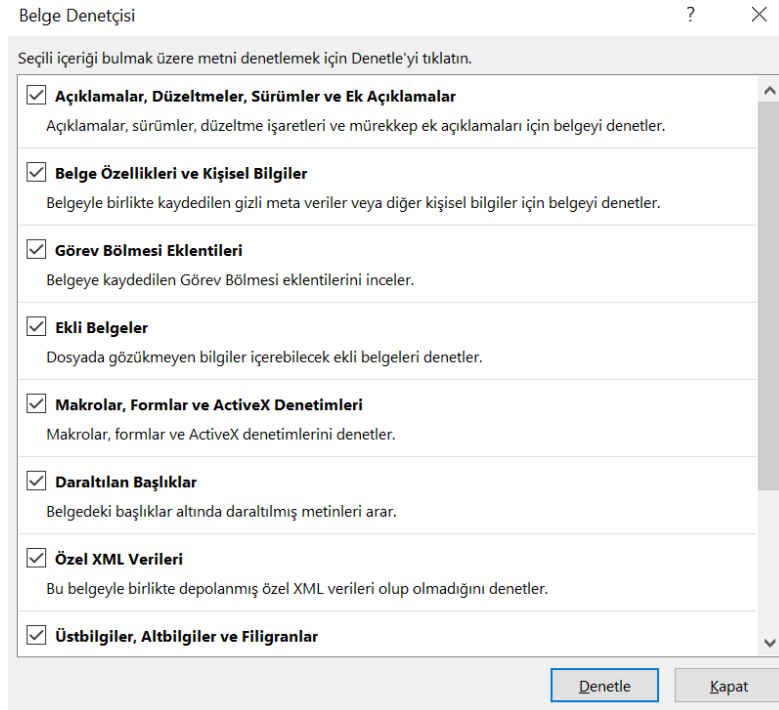 Belge Denetçisi
?
Seçili içeriği bulmak üzere metni denetlemek için Denetle'yi tıklatın.
Açıklamalar, Düzeltmeler, Sürümler ve Ek Açıklamalar
Açıklamalar, sürümler, düzeltme işaretleri ve mürekkep ek açıklamaları için belgeyi denetler.
Belge Özellikleri ve Kişisel Bilgiler
Belgeyle birlikte kaydedilen gizli meta veriler veya diğer kişisel bilgiler için belgeyi denetler.
Görev Bölmesi Eklentileri
Belgeye kaydedilen Görev Bölmesi eklentilerini inceler.
Ekli Belgeler
Dosyada gözükmeyen bilgiler içerebilecek ekli belgeleri denetler.
Makrolar, Formlar ve ActiveX Denetimleri
Makrolar, formlar ve ActiveX denetimlerini denetler.
Daraltılan Başlıklar
Belgedeki başlıklar altında daraltılmış metinleri arar.
Özel XML Verileri
Bu belgeyle birlikte depolanmış özel XML verileri olup olmadığını denetler.
Üstbilgiler, Altbilgiler ve Filigranlar
Denetle
Kapat